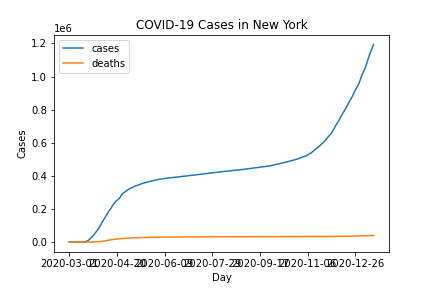 COVID-19 Cases in New York
1e6
cases
deaths
1.2
1.0
0.8
0.6
0.4
0.2
0.0
Cases
2020-03-01 2020-04-20 2020-06-09 2020-07-29 2020-09-17 2020-11-06 2020-12-26
Day